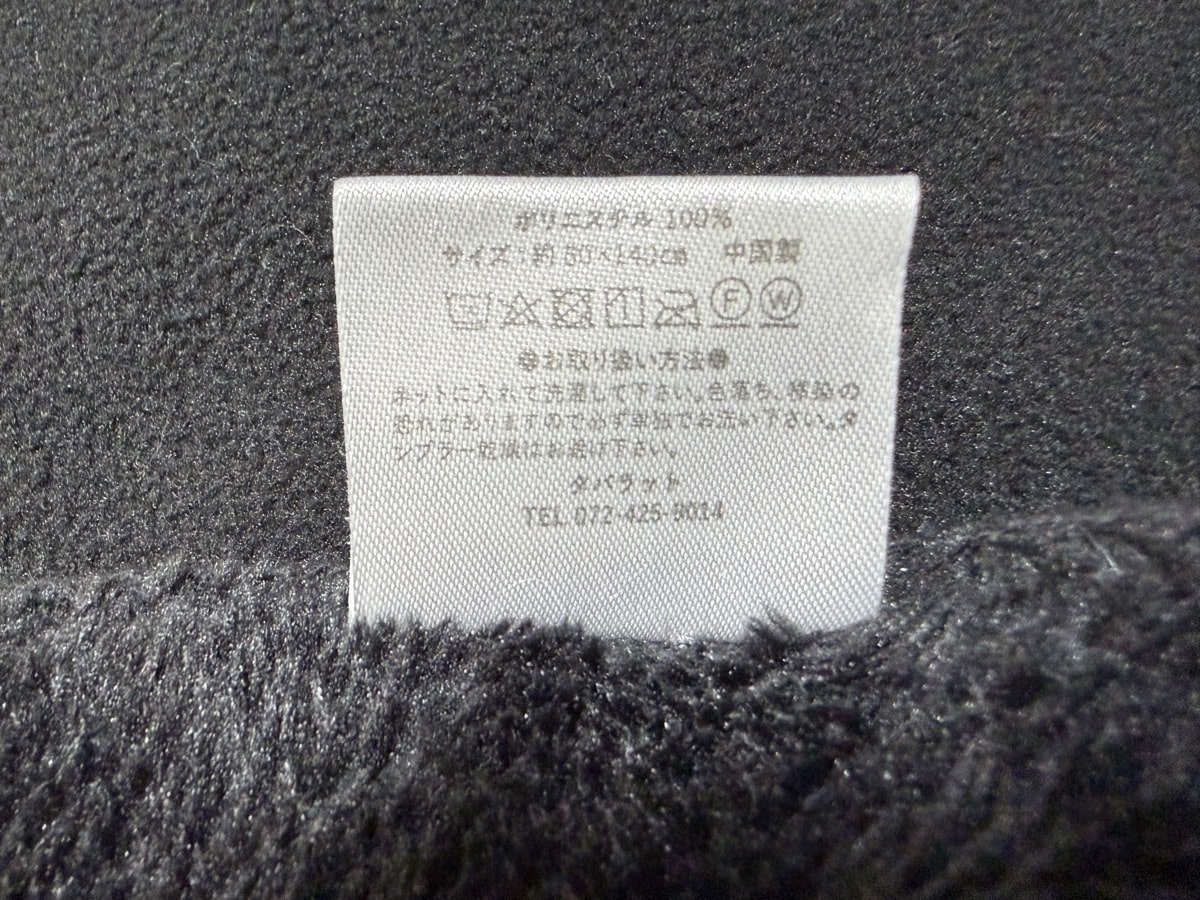 ポリエステル 100%
サイズ:約80×140cm 中国製
F W
●お取り扱い方法●
ネットに入れて洗濯して下さい。色落ち、移染の
恐れがありますので必ず単独でお洗い下さい。タ
ンブラー乾燥はお避け下さい。
タバラット
TEL 072-425-9014